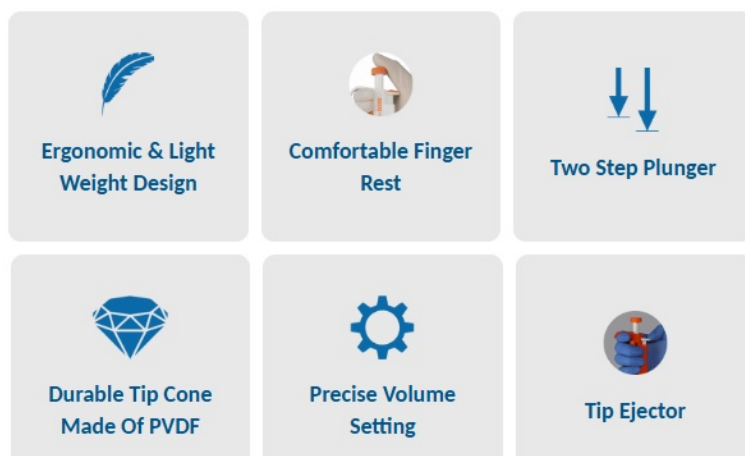 Ergonomic & Light
Weight Design
Comfortable Finger
Rest
Two Step Plunger
Durable Tip Cone
Made Of PVDF
Precise Volume
Setting
Tip Ejector